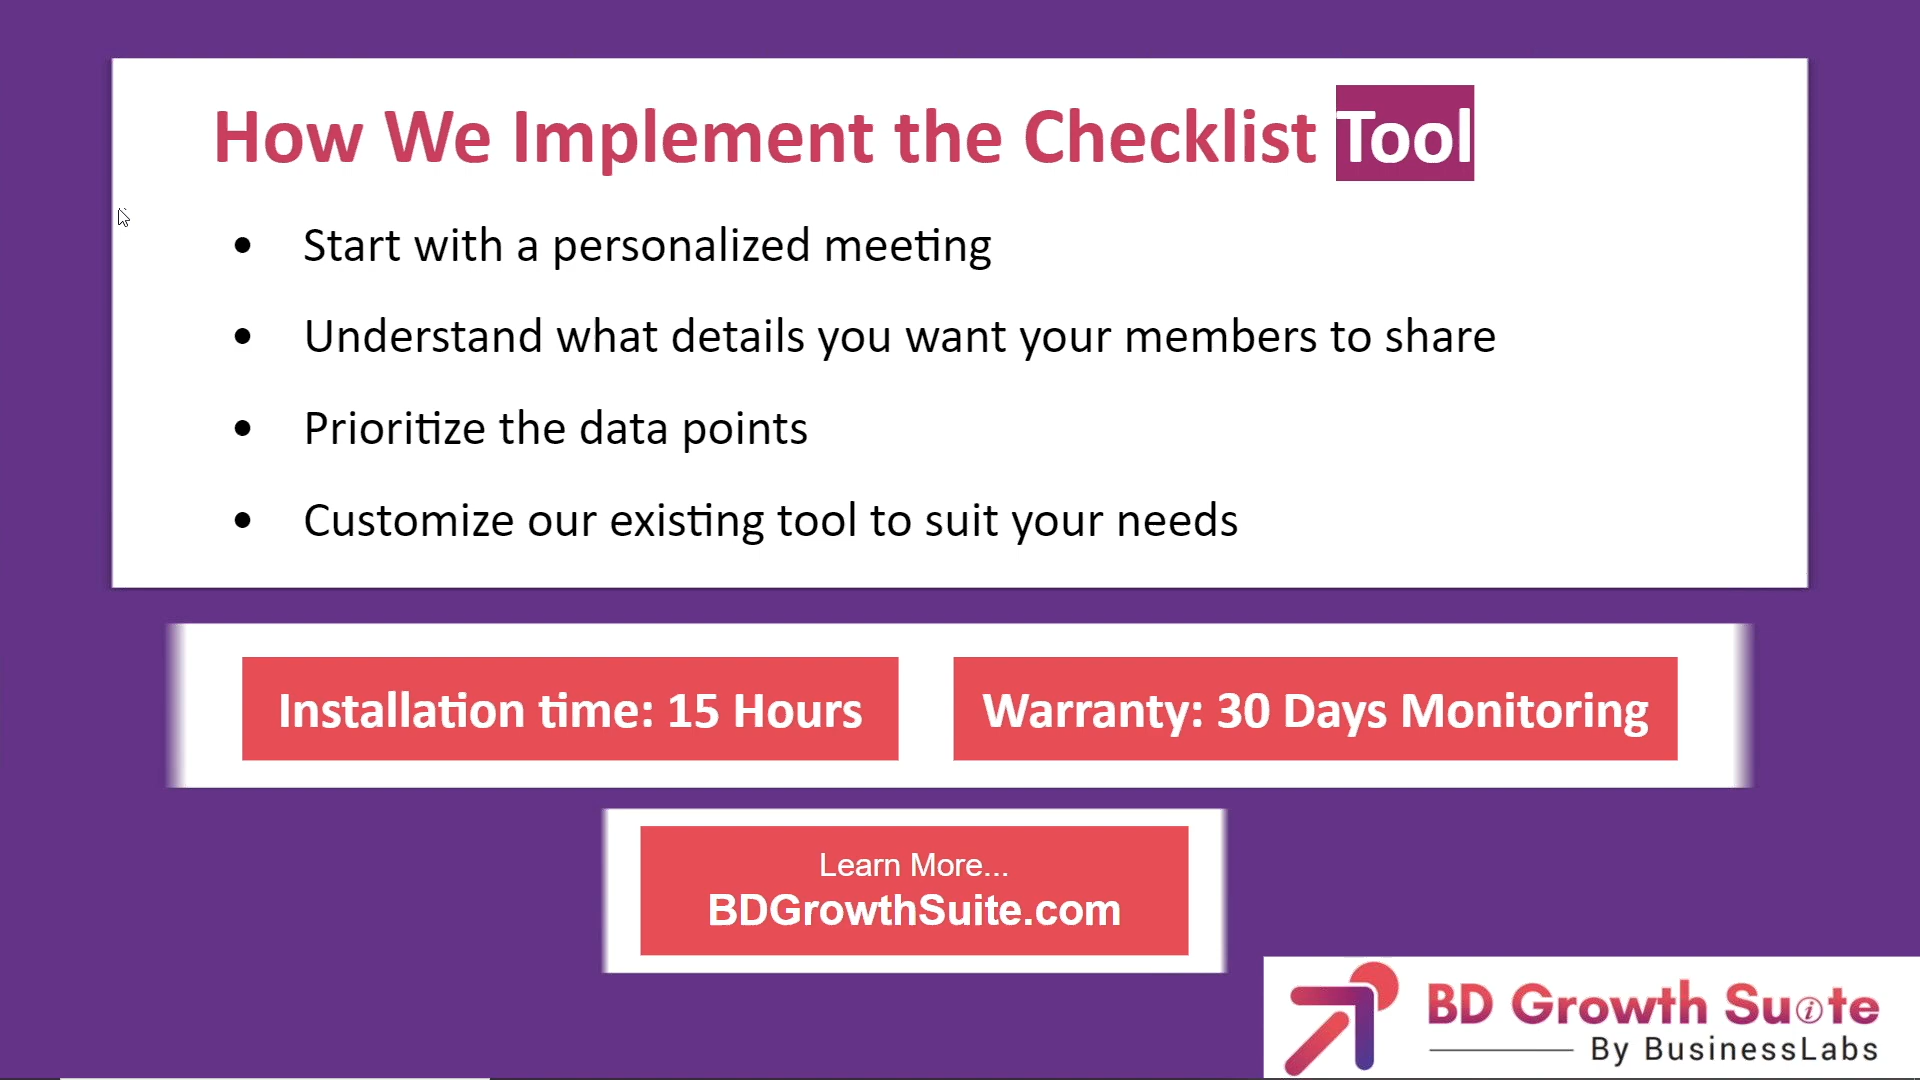 How We Implement the Checklist Tool
• Start with a personalized meeting
• Understand what details you want your members to share
• Prioritize the data points
• Customize our existing tool to suit your needs
Installation time: 15 Hours
Warranty: 30 Days Monitoring
Learn More...
BDGrowthSuite.com
BD Growth Suite
By BusinessLabs